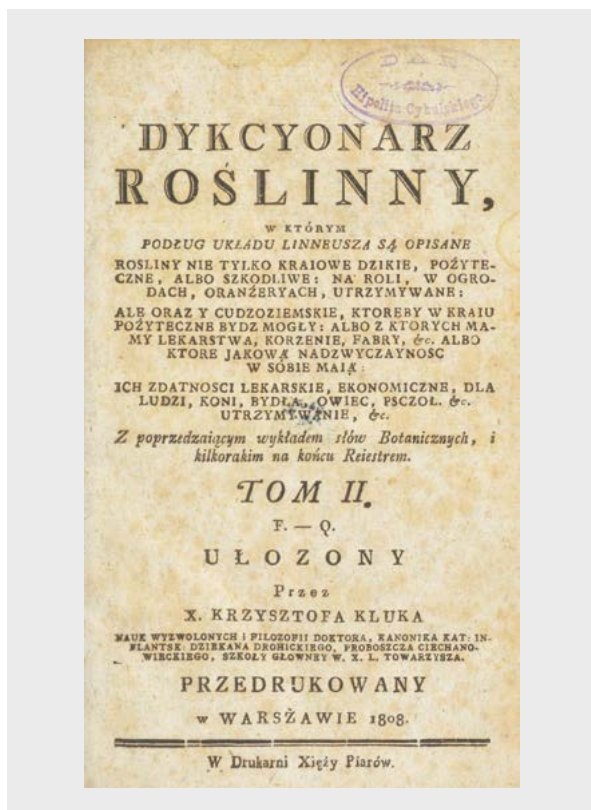 DAR
Hipolita Cybulskiego
DYKCYONARZ
ROŚLINNY,
W KTÓRYM
PODŁUG UKŁADU LINNEUSZA SĄ OPISANE
ROSLINY NIE TYLKO KRAIOWE DZIKIE, POŻYTE-
CZNE, ALBO SZKODLIWE: NA ROLI, W OGRO-
DACH, ORANŻERYACH, UTRZYMYWANE:
ALE ORAZ Y CUDZOZIEMSKIE, KTOREBY W KRAIU
POŻYTECZNE BYDZ MOGŁY: ALBO Z KTORYCH MA-
MY LEKARSTWA, KORZENIE, FABRY, &c. ALBO
KTORE JAKOWĄ NADZWYCZAYNOSC
W SOBIE MAIĄ:
ICH ZDATNOSCI LEKARSKIE, EKONOMICZNE, DLA
LUDZI, KONI, BYDŁA, OWIEC, PSCZOŁ. &c.
UTRZYMYWANIE, &c.
Z poprzedzaiącym wykładem słów Botanicznych, i
kilkorakim na końcu Reiestrem.
TOM II.
F. — Q.
UŁOZONY
Przez
X. KRZYSZTOFA KLUKA
NAUK WYZWOLONYCH I FILOZOFII DOKTORA, KANONIKA KAT: IN-
FLANTSK: DZIEKANA DROHICKIEGO, PROBOSZCZA CIECHANO-
WIECKIEGO, SZKOŁY GŁOWNEY W. X. L. TOWARZYSZA.
PRZEDRUKOWANY
w WARSŻAWIE 1808.
W Drukarni Xięży Piarów.